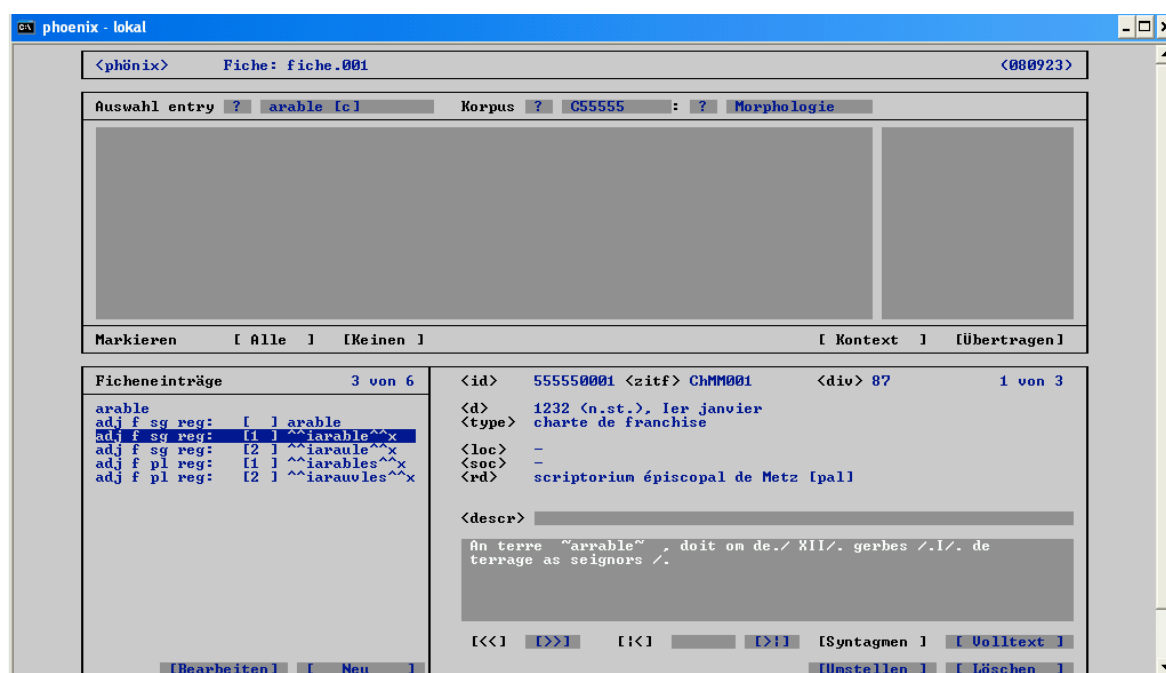 phoenix - lokal
<phönix> Fiche: fiche.001 <080923>
Auswahl entry ? arable [c] Korpus ? C55555 : ? Morphologie
Markieren [ Alle ] [Keinen ] [ Kontext ] [Übertragen]
Ficheneinträge 3 von 6
arable
adj f sg reg: [ ] arable
adj f sg reg: [1 ] ^^iarable^^x
adj f sg reg: [2 ] ^^iaraule^^x
adj f pl reg: [1 ] ^^iarables^^x
adj f pl reg: [2 ] ^^iarauvles^^x
[Bearbeiten] [ Neu ]
<id> 555550001 <zitf> ChMM001 <div> 87 1 von 3
<d> 1232 (n.st.), Ier janvier
<type> charte de franchise
<loc> –
<soc> –
<rd> scriptorium épiscopal de Metz [pal]
<descr>
An terre ~arrable~ , doit om de./ XII/. gerbes /.I/. de
terrage as seignors /.
[<<] [>>] [¦<] [>¦] [Syntagmen ] [ Volltext ]
[Umstellen ] [ Löschen ]